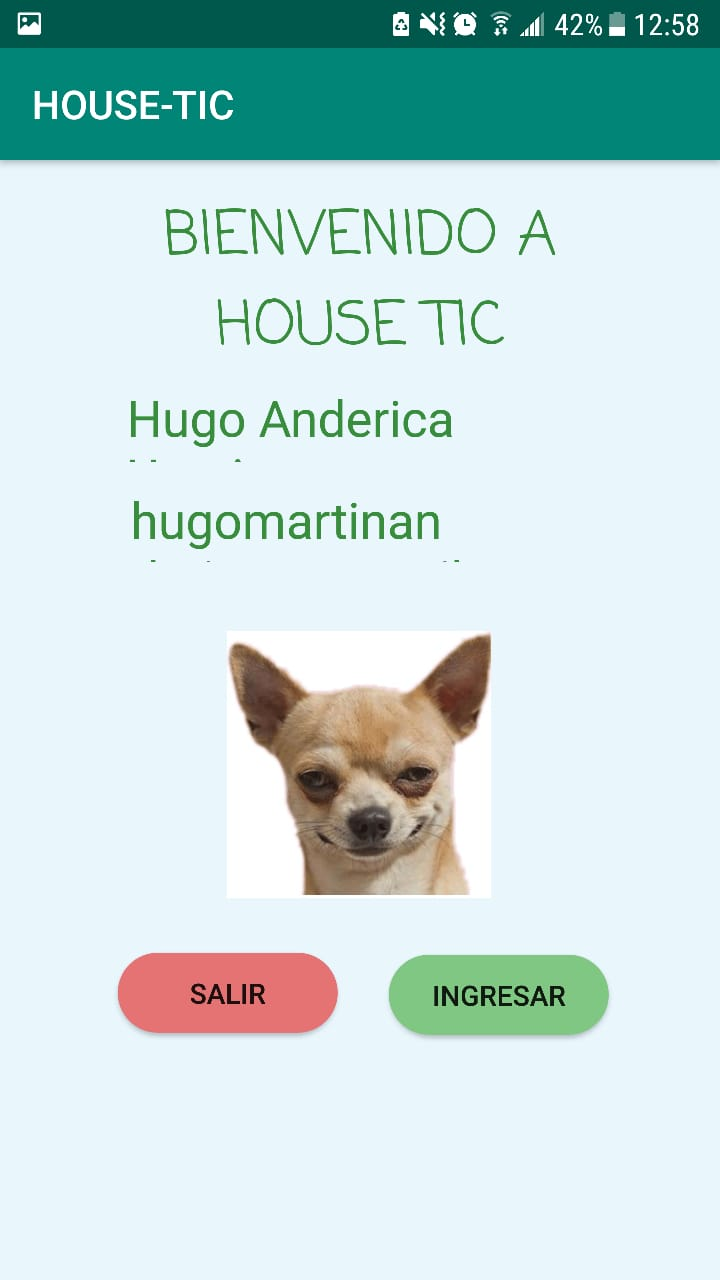 42% 12:58
HOUSE-TIC
BIENVENIDO A
HOUSE TIC
Hugo Anderica
hugomartinan
SALIR
INGRESAR